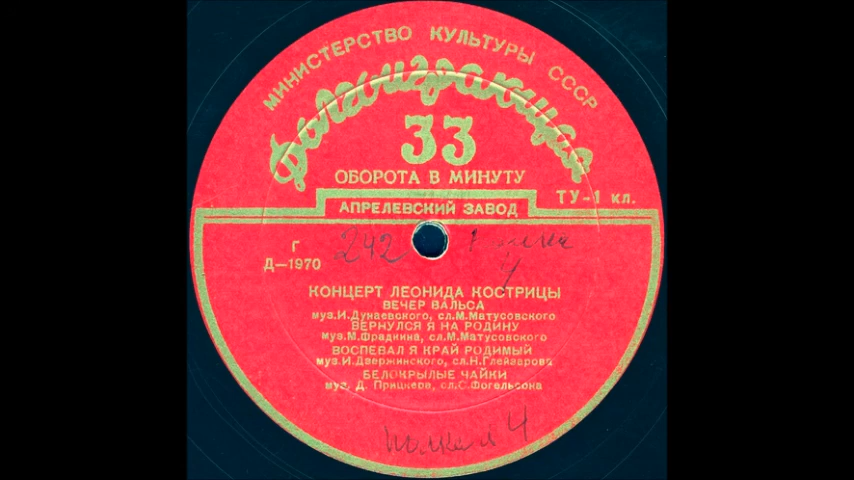 МИНИСТЕРСТВО КУЛЬТУРЫ СССР
Долгоиграющая
33
ОБОРОТА В МИНУТУ
ТУ-1 кл.
АПРЕЛЕВСКИЙ ЗАВОД
Г
Д—1970
242
КОНЦЕРТ ЛЕОНИДА КОСТРИЦЫ
ВЕЧЕР ВАЛЬСА
муз.И.Дунаевского, сл.М.Матусовского
ВЕРНУЛСЯ Я НА РОДИНУ
муз.М.Фрадкина, сл.М.Матусовского
ВОСПЕВАЛ Я КРАЙ РОДИМЫЙ
муз.И.Дзержинского, сл.Н.Глейзарова
БЕЛОКРЫЛЫЕ ЧАЙКИ
муз. Д. Прицкера, сл.С.Фогельсона
4